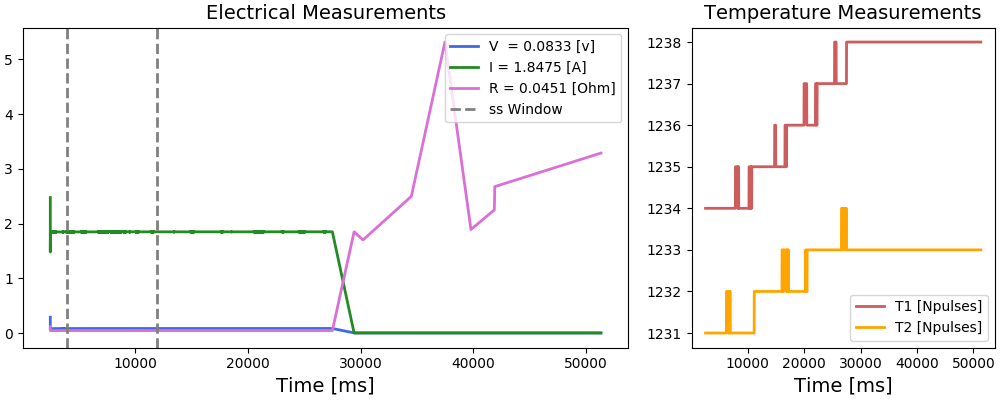 Electrical Measurements
V = 0.0833 [v]
I = 1.8475 [A]
R = 0.0451 [Ohm]
ss Window
5
4
3
2
1
0
10000 20000 30000 40000 50000
Time [ms]
Temperature Measurements
1238
1237
1236
1235
1234
1233
1232
1231
T1 [Npulses]
T2 [Npulses]
10000 20000 30000 40000 50000
Time [ms]